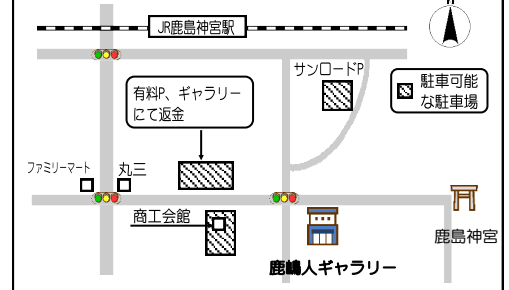 N
JR鹿島神宮駅
サンロードP
駐車可能
な駐車場
有料P、ギャラリー
にて返金
ファミリーマート
丸三
商工会館
鹿島神宮
鹿嶋人ギャラリー